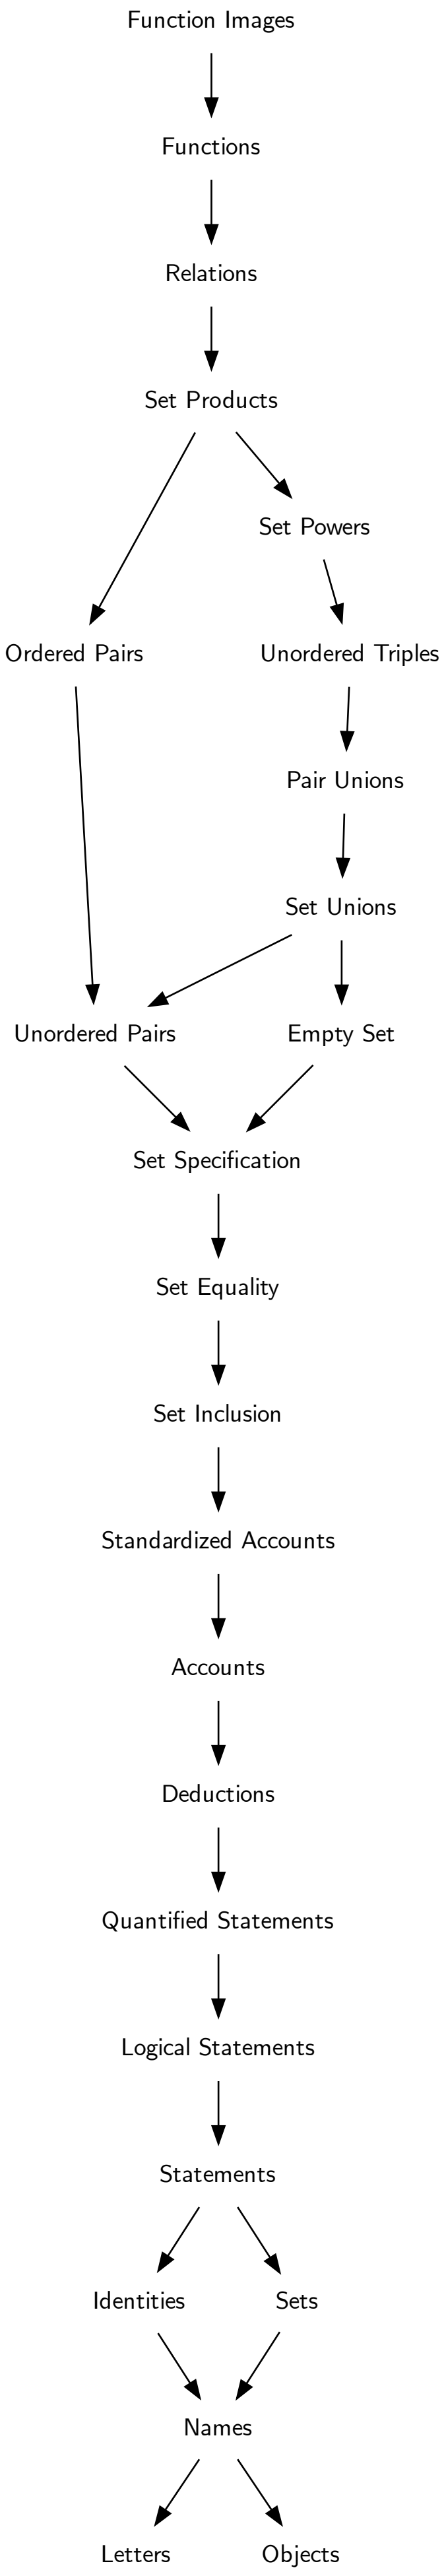 Function Images
Functions
Relations
Set Products
Set Powers
Ordered Pairs
Unordered Triples
Pair Unions
Set Unions
Unordered Pairs
Empty Set
Set Specification
Set Equality
Set Inclusion
Standardized Accounts
Accounts
Deductions
Quantified Statements
Logical Statements
Statements
Identities
Sets
Names
Letters
Objects